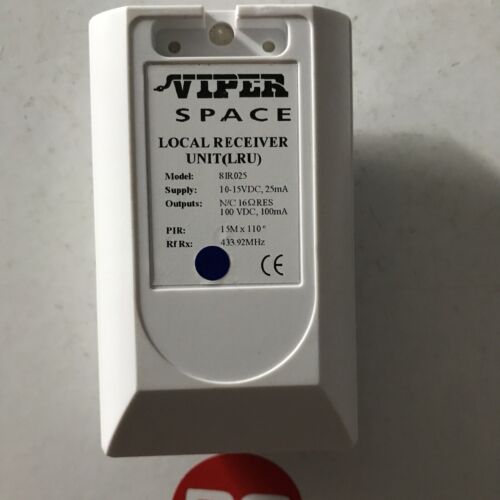 VIPER
SPACE
LOCAL RECEIVER
UNIT(LRU)
Model: 8IR025
Supply: 10-15VDC, 25mA
Outputs: N/C 16ΩRES
100 VDC, 100mA
PIR: 15M x 110°
Rf Rx: 433.92MHz
CE